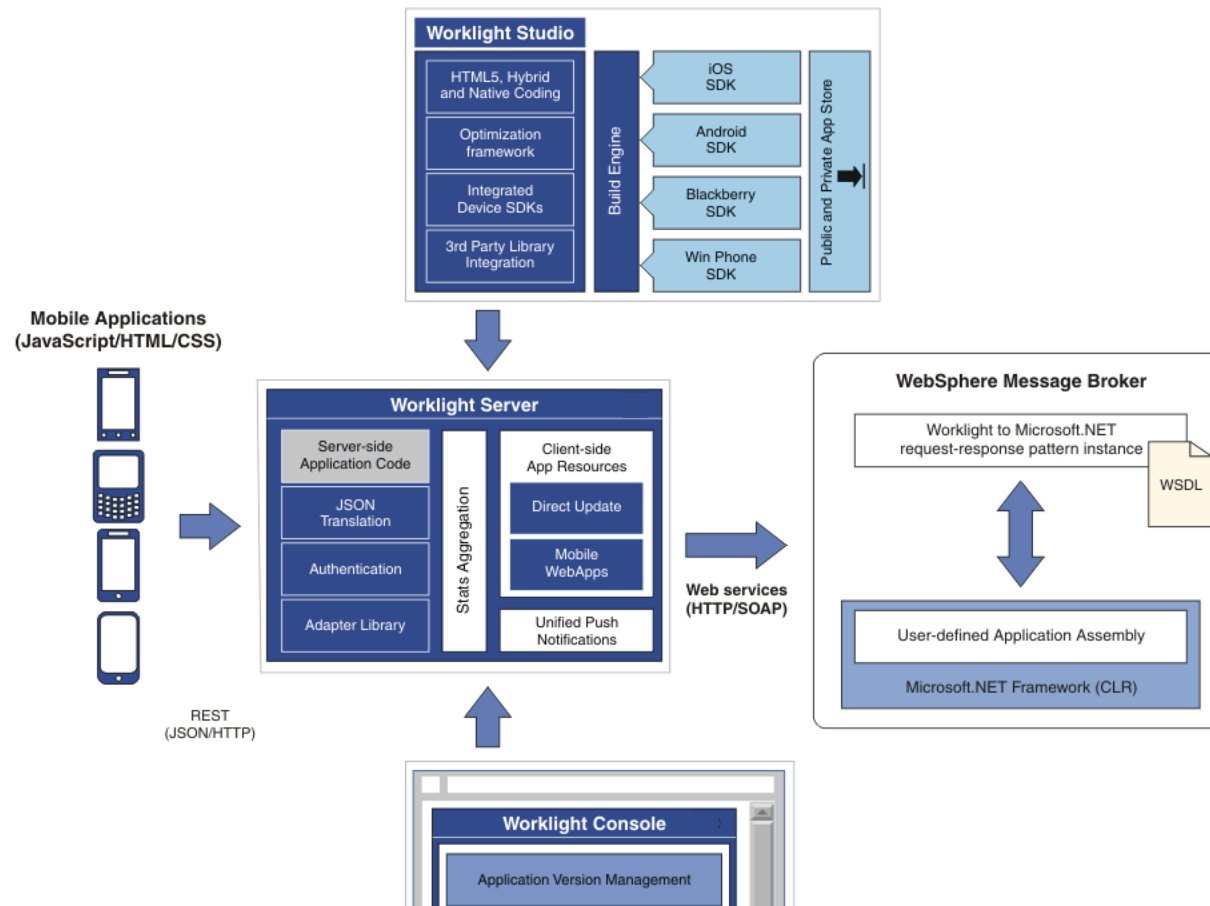 Worklight Studio
HTML5, Hybrid
and Native Coding
Optimization
framework
Integrated
Device SDKs
3rd Party Library
Integration
Build Engine
iOS
SDK
Android
SDK
Blackberry
SDK
Win Phone
SDK
Public and Private App Store
Mobile Applications
(JavaScript/HTML/CSS)
REST
(JSON/HTTP)
Worklight Server
Server-side
Application Code
JSON
Translation
Authentication
Adapter Library
Stats Aggregation
Client-side
App Resources
Direct Update
Mobile
WebApps
Unified Push
Notifications
Web services
(HTTP/SOAP)
WebSphere Message Broker
Worklight to Microsoft.NET
request-response pattern instance
WSDL
User-defined Application Assembly
Microsoft.NET Framework (CLR)
Worklight Console
Application Version Management